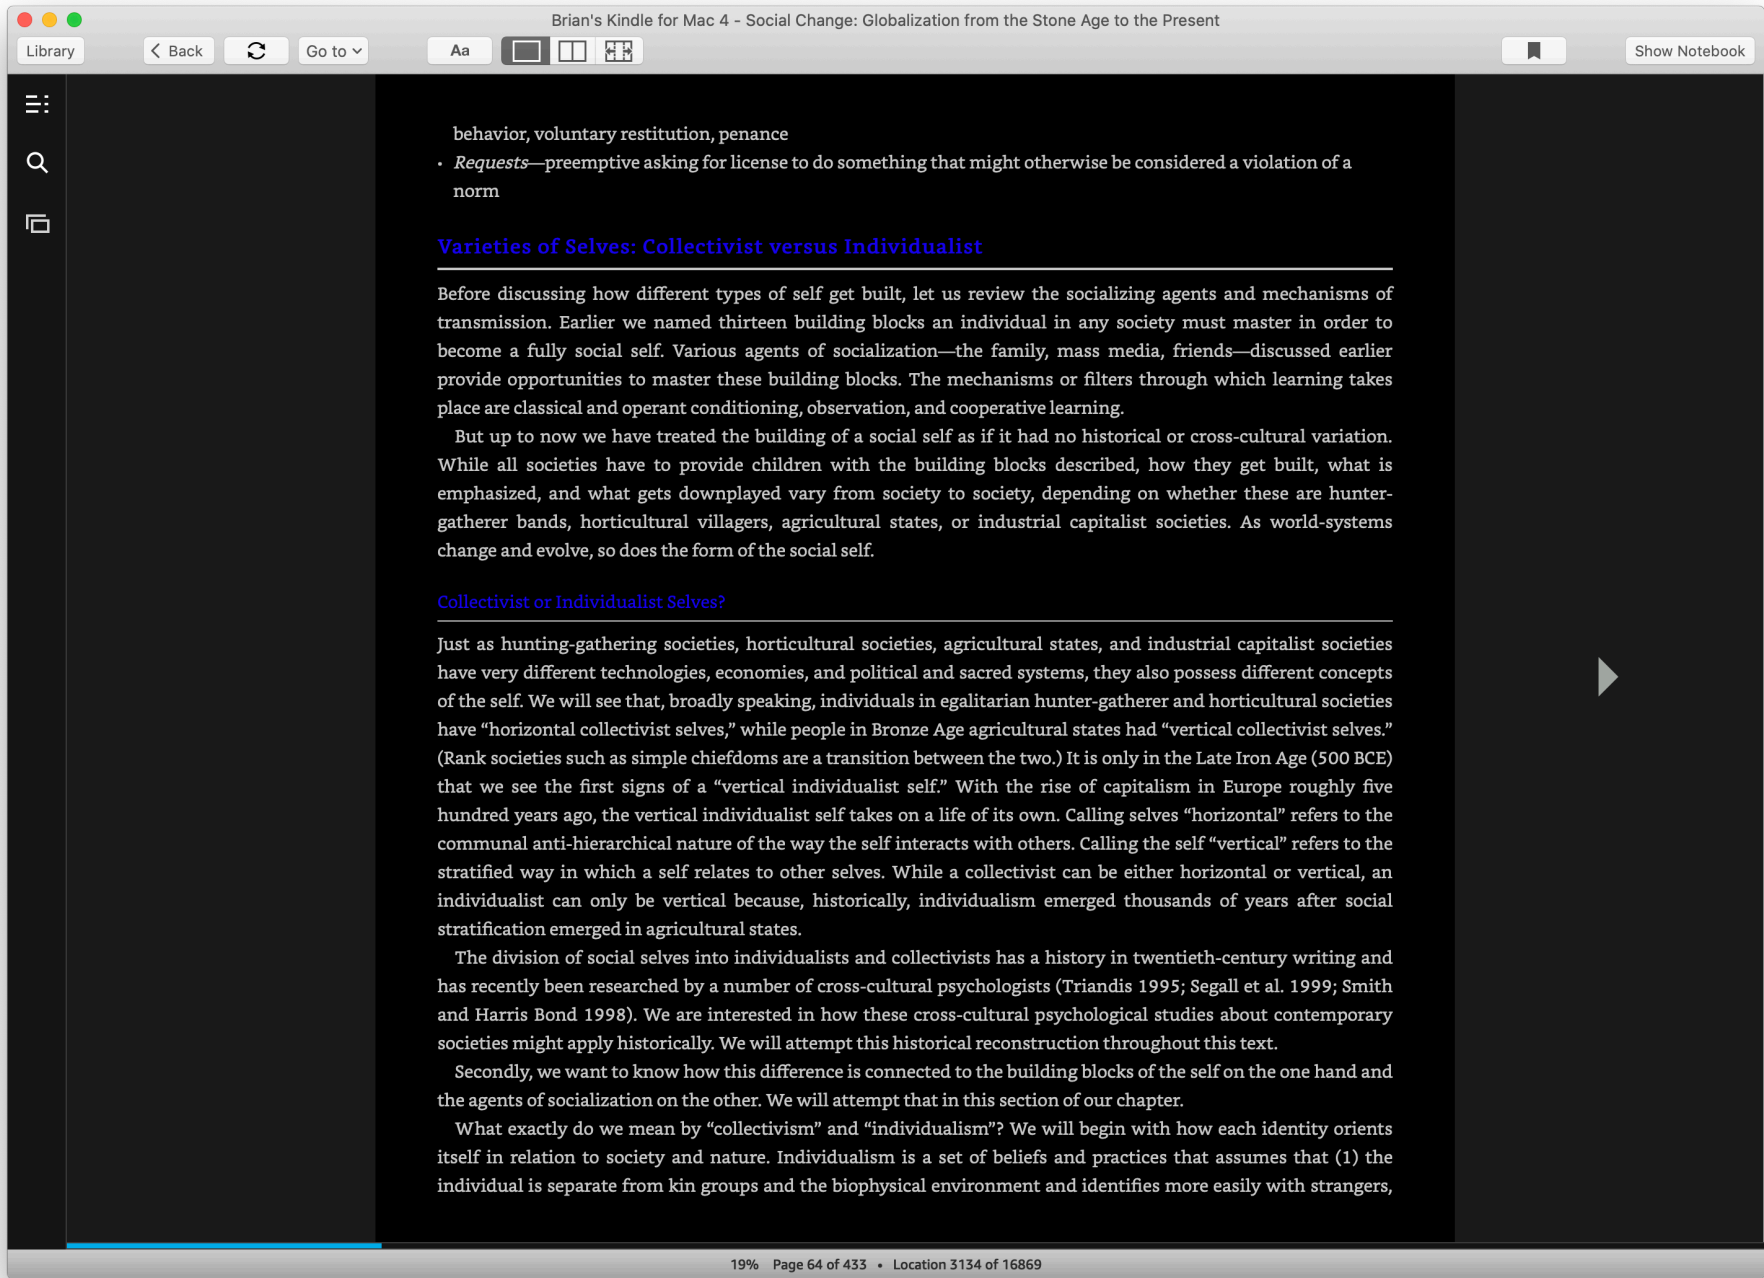 Brian's Kindle for Mac 4 - Social Change: Globalization from the Stone Age to the Present
Library
Back
Go to
Aa
Show Notebook
behavior, voluntary restitution, penance
• Requests—preemptive asking for license to do something that might otherwise be considered a violation of a
norm
Varieties of Selves: Collectivist versus Individualist
Before discussing how different types of self get built, let us review the socializing agents and mechanisms of
transmission. Earlier we named thirteen building blocks an individual in any society must master in order to
become a fully social self. Various agents of socialization—the family, mass media, friends—discussed earlier
provide opportunities to master these building blocks. The mechanisms or filters through which learning takes
place are classical and operant conditioning, observation, and cooperative learning.
But up to now we have treated the building of a social self as if it had no historical or cross-cultural variation.
While all societies have to provide children with the building blocks described, how they get built, what is
emphasized, and what gets downplayed vary from society to society, depending on whether these are hunter-
gatherer bands, horticultural villagers, agricultural states, or industrial capitalist societies. As world-systems
change and evolve, so does the form of the social self.
Collectivist or Individualist Selves?
Just as hunting-gathering societies, horticultural societies, agricultural states, and industrial capitalist societies
have very different technologies, economies, and political and sacred systems, they also possess different concepts
of the self. We will see that, broadly speaking, individuals in egalitarian hunter-gatherer and horticultural societies
have “horizontal collectivist selves,” while people in Bronze Age agricultural states had “vertical collectivist selves.”
(Rank societies such as simple chiefdoms are a transition between the two.) It is only in the Late Iron Age (500 BCE)
that we see the first signs of a “vertical individualist self.” With the rise of capitalism in Europe roughly five
hundred years ago, the vertical individualist self takes on a life of its own. Calling selves “horizontal” refers to the
communal anti-hierarchical nature of the way the self interacts with others. Calling the self “vertical” refers to the
stratified way in which a self relates to other selves. While a collectivist can be either horizontal or vertical, an
individualist can only be vertical because, historically, individualism emerged thousands of years after social
stratification emerged in agricultural states.
The division of social selves into individualists and collectivists has a history in twentieth-century writing and
has recently been researched by a number of cross-cultural psychologists (Triandis 1995; Segall et al. 1999; Smith
and Harris Bond 1998). We are interested in how these cross-cultural psychological studies about contemporary
societies might apply historically. We will attempt this historical reconstruction throughout this text.
Secondly, we want to know how this difference is connected to the building blocks of the self on the one hand and
the agents of socialization on the other. We will attempt that in this section of our chapter.
What exactly do we mean by “collectivism” and “individualism”? We will begin with how each identity orients
itself in relation to society and nature. Individualism is a set of beliefs and practices that assumes that (1) the
individual is separate from kin groups and the biophysical environment and identifies more easily with strangers,
19% Page 64 of 433 • Location 3134 of 16869